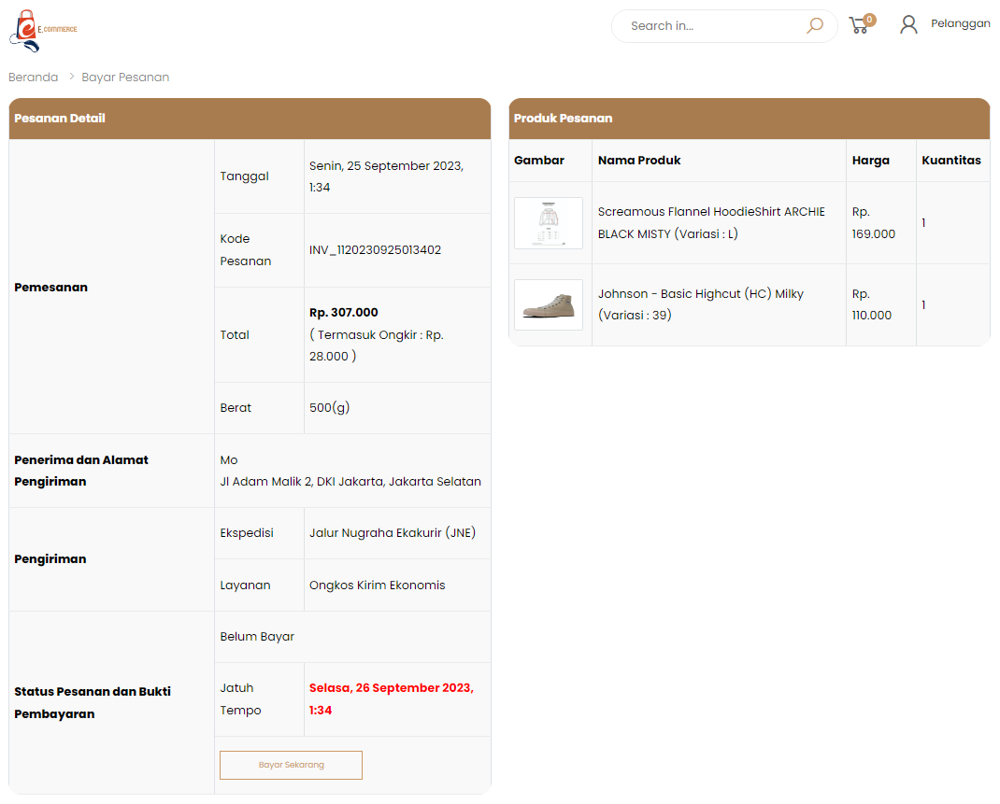 E.COMMERCE
Search in...
0
Pelanggan
Beranda > Bayar Pesanan
Pesanan Detail
Pemesanan
Tanggal
Senin, 25 September 2023,
1:34
Kode
Pesanan
INV_1120230925013402
Total
Rp. 307.000
( Termasuk Ongkir : Rp.
28.000 )
Berat
500(g)
Penerima dan Alamat
Pengiriman
Mo
Jl Adam Malik 2, DKI Jakarta, Jakarta Selatan
Pengiriman
Ekspedisi
Jalur Nugraha Ekakurir (JNE)
Layanan
Ongkos Kirim Ekonomis
Status Pesanan dan Bukti
Pembayaran
Belum Bayar
Jatuh
Tempo
Selasa, 26 September 2023,
1:34
Bayar Sekarang
Produk Pesanan
Gambar
Nama Produk
Harga
Kuantitas
Screamous Flannel HoodieShirt ARCHIE
BLACK MISTY (Variasi : L)
Rp.
169.000
1
Johnson - Basic Highcut (HC) Milky
(Variasi : 39)
Rp.
110.000
1